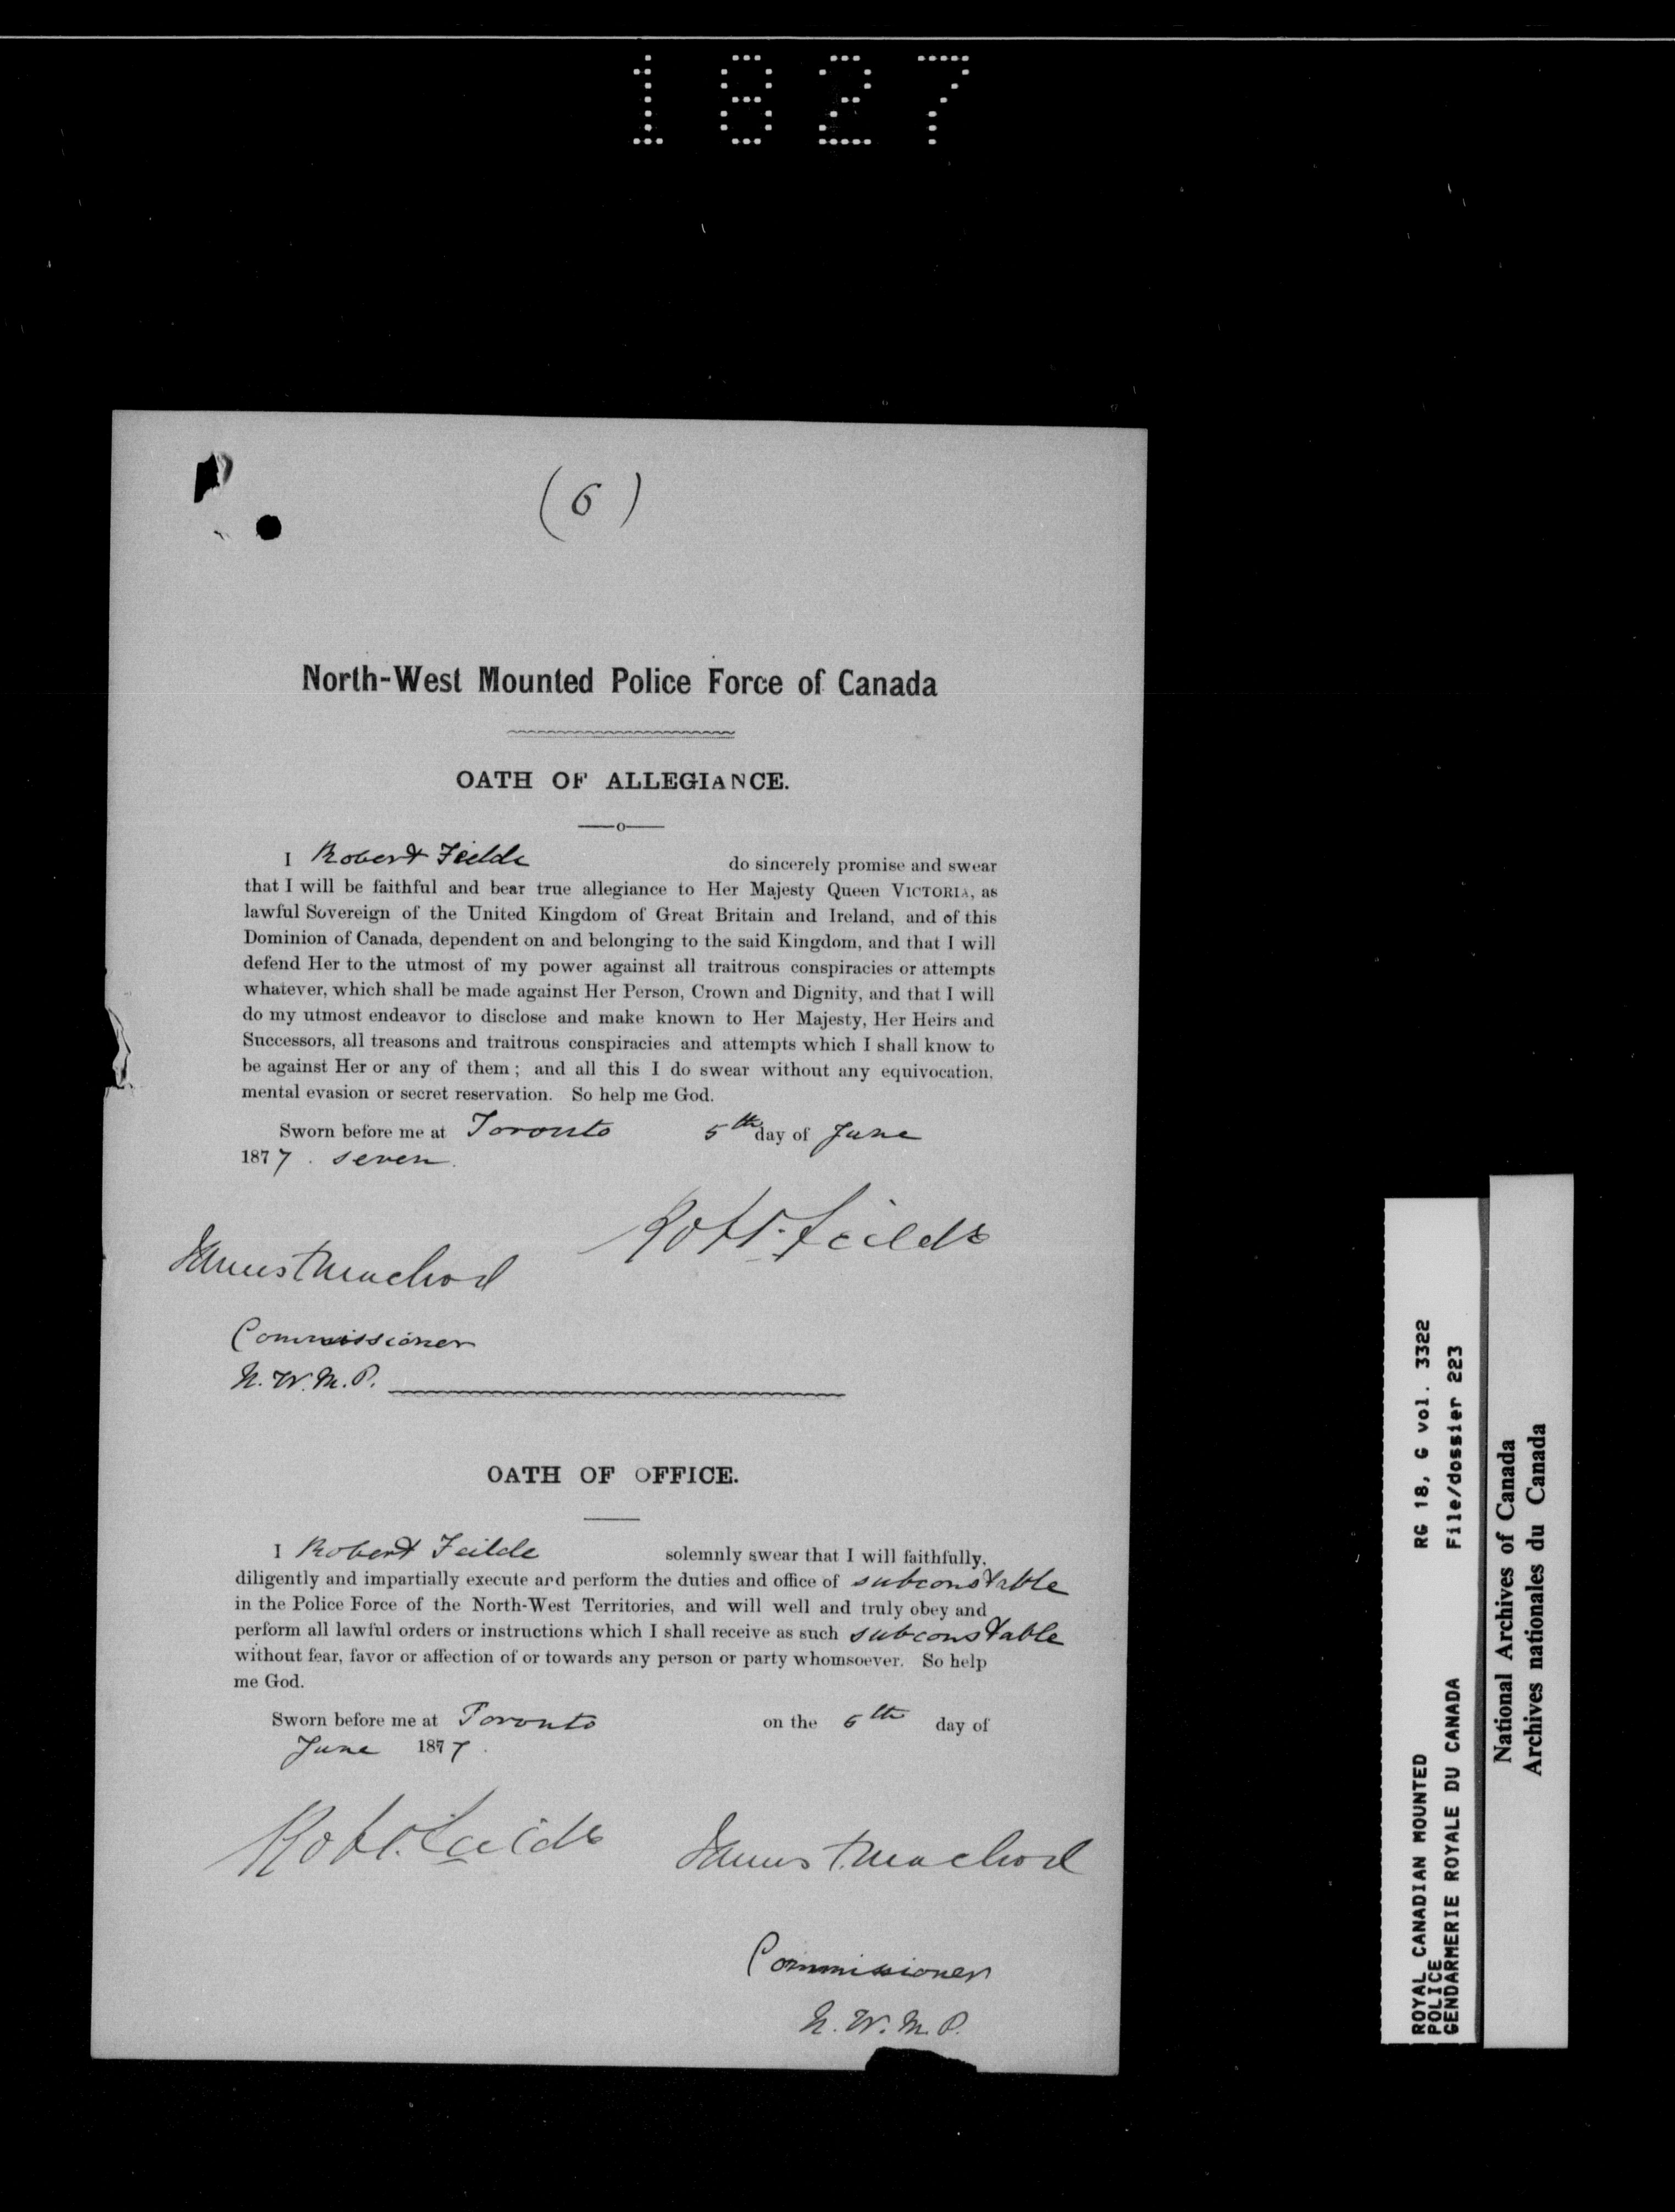 1827
(6)
North-West Mounted Police Force of Canada
OATH OF ALLEGIANCE.
I Robert Feilde do sincerely promise and swear
that I will be faithful and bear true allegiance to Her Majesty Queen VICTORIA, as
lawful Sovereign of the United Kingdom of Great Britain and Ireland, and of this
Dominion of Canada, dependent on and belonging to the said Kingdom, and that I will
defend Her to the utmost of my power against all traitrous conspiracies or attempts
whatever, which shall be made against Her Person, Crown and Dignity, and that I will
do my utmost endeavor to disclose and make known to Her Majesty, Her Heirs and
Successors, all treasons and traitrous conspiracies and attempts which I shall know to
be against Her or any of them; and all this I do swear without any equivocation,
mental evasion or secret reservation. So help me God.
Sworn before me at Toronto 5th day of June
1877. seven.
Robt. Feilde
James F. Macleod
Commissioner
N.W.M.P.
OATH OF OFFICE.
I Robert Feilde solemnly swear that I will faithfully,
diligently and impartially execute and perform the duties and office of subconstable
in the Police Force of the North-West Territories, and will well and truly obey and
perform all lawful orders or instructions which I shall receive as such subconstable
without fear, favor or affection of or towards any person or party whomsoever. So help
me God.
Sworn before me at Toronto on the 5th day of
June 1877.
Robt. Feilde James F. Macleod
Commissioner
N.W.M.P.
ROYAL CANADIAN MOUNTED RG 18, G vol. 3322
POLICE
GENDARMERIE ROYALE DU CANADA File/dossier 223
National Archives of Canada
Archives nationales du Canada